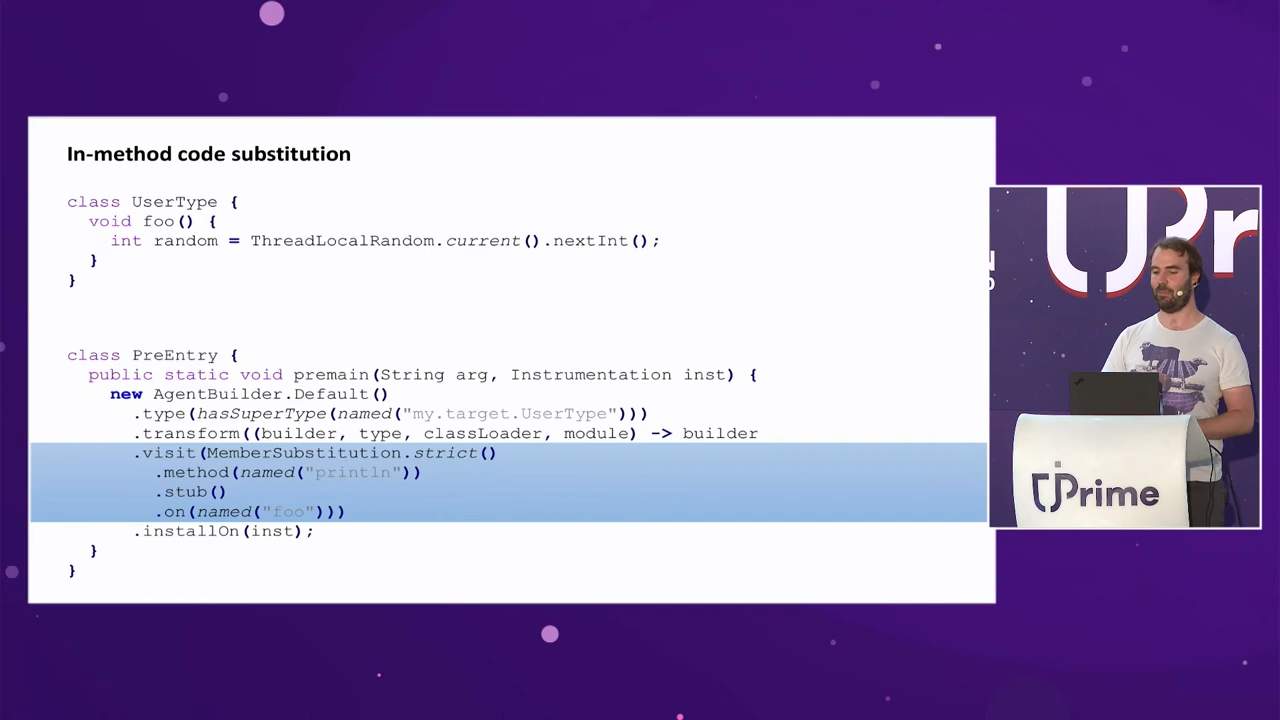 In-method code substitution
class UserType {
void foo() {
int random = ThreadLocalRandom.current().nextInt();
}
}
class PreEntry {
public static void premain(String arg, Instrumentation inst) {
new AgentBuilder.Default()
.type(hasSuperType(named("my.target.UserType")))
.transform((builder, type, classLoader, module) -> builder
.visit(MemberSubstitution.strict()
.method(named("println"))
.stub()
.on(named("foo")))
.installOn(inst);
}
}
Prime